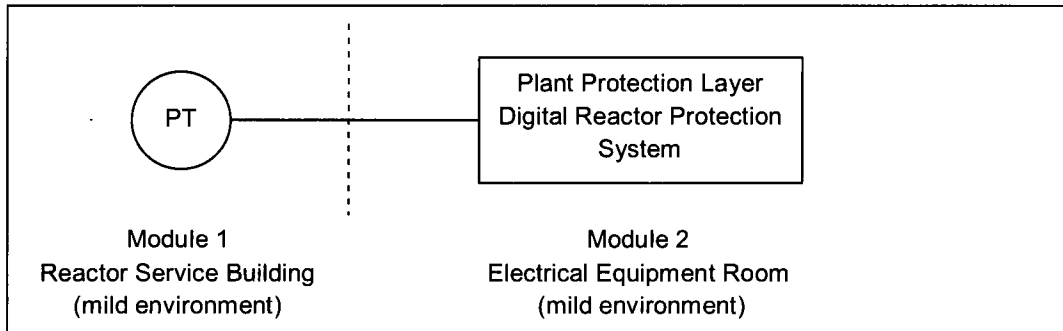 PT
Plant Protection Layer
Digital Reactor Protection
System
Module 1
Reactor Service Building
(mild environment)
Module 2
Electrical Equipment Room
(mild environment)